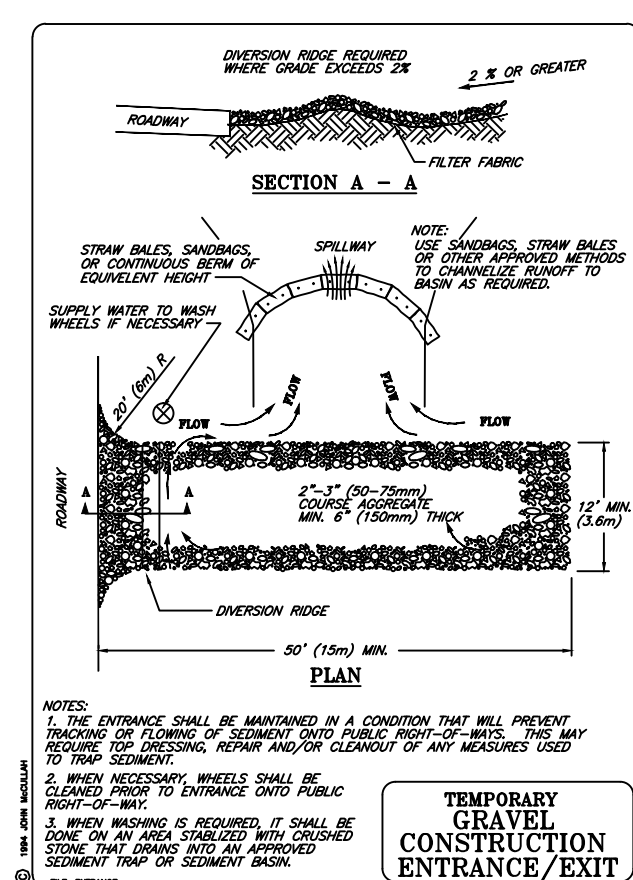 DIVERSION RIDGE REQUIRED
WHERE GRADE EXCEEDS 2%
2 % OR GREATER
ROADWAY
FILTER FABRIC
SECTION A – A
STRAW BALES, SANDBAGS,
OR CONTINUOUS BERM OF
EQUIVELENT HEIGHT
SPILLWAY
NOTE:
USE SANDBAGS, STRAW BALES
OR OTHER APPROVED METHODS
TO CHANNELIZE RUNOFF TO
BASIN AS REQUIRED.
SUPPLY WATER TO WASH
WHEELS IF NECESSARY
20' (6m) R
FLOW
FLOW
FLOW
FLOW
ROADWAY
A
A
2"–3" (50–75mm)
COURSE AGGREGATE
MIN. 6" (150mm) THICK
12' MIN.
(3.6m)
DIVERSION RIDGE
50' (15m) MIN.
PLAN
NOTES:
1. THE ENTRANCE SHALL BE MAINTAINED IN A CONDITION THAT WILL PREVENT
TRACKING OR FLOWING OF SEDIMENT ONTO PUBLIC RIGHT–OF–WAYS. THIS MAY
REQUIRE TOP DRESSING, REPAIR AND/OR CLEANOUT OF ANY MEASURES USED
TO TRAP SEDIMENT.
2. WHEN NECESSARY, WHEELS SHALL BE
CLEANED PRIOR TO ENTRANCE ONTO PUBLIC
RIGHT–OF–WAY.
3. WHEN WASHING IS REQUIRED, IT SHALL BE
DONE ON AN AREA STABLIZED WITH CRUSHED
STONE THAT DRAINS INTO AN APPROVED
SEDIMENT TRAP OR SEDIMENT BASIN.
TEMPORARY
GRAVEL
CONSTRUCTION
ENTRANCE/EXIT
© 1994 JOHN McCULLAH